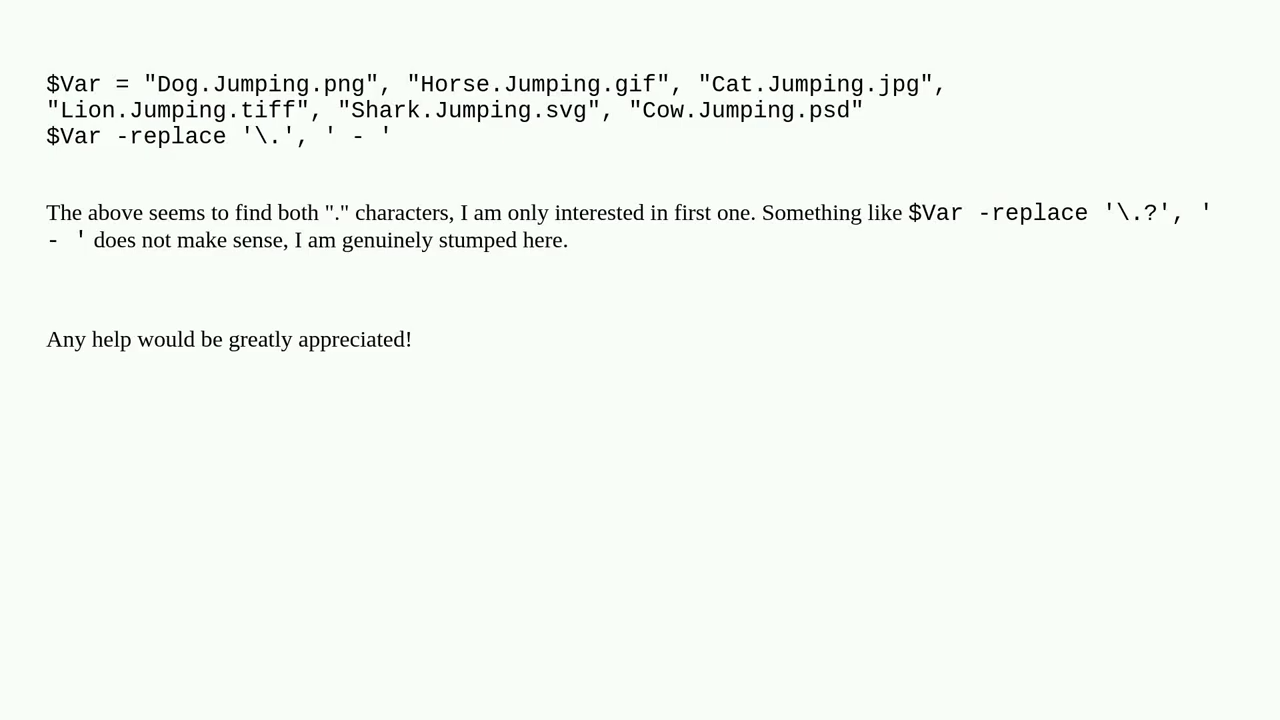 $Var = "Dog.Jumping.png", "Horse.Jumping.gif", "Cat.Jumping.jpg",
"Lion.Jumping.tiff", "Shark.Jumping.svg", "Cow.Jumping.psd"
$Var -replace '\.', ' - '
The above seems to find both "." characters, I am only interested in first one. Something like $Var -replace '\.?', '
- ' does not make sense, I am genuinely stumped here.
Any help would be greatly appreciated!